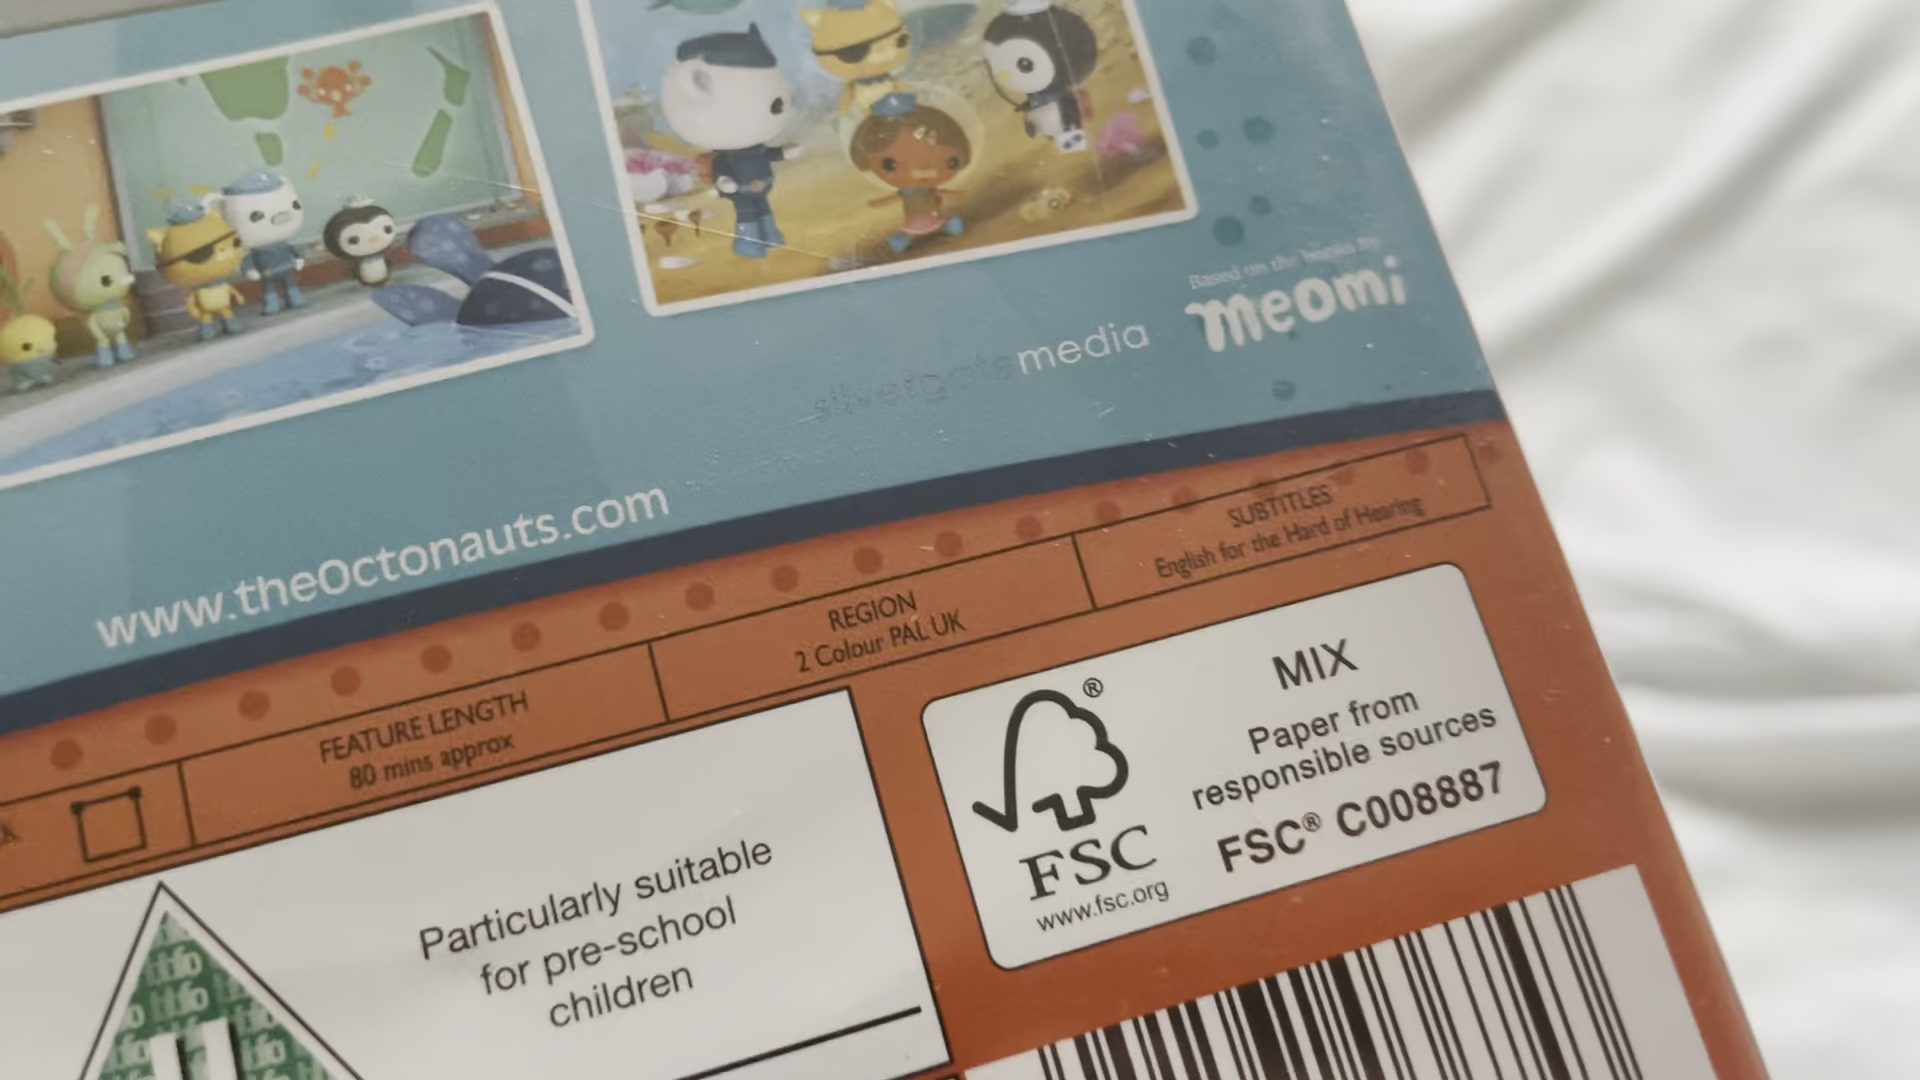 Based on the books by
meomi
silvergate media
www.theOctonauts.com
SUBTITLES
English for the Hard of Hearing
REGION
2 Colour PAL UK
FEATURE LENGTH
80 mins approx
MIX
Paper from
responsible sources
FSC® C008887
®
FSC
www.fsc.org
Particularly suitable
for pre-school
children
U